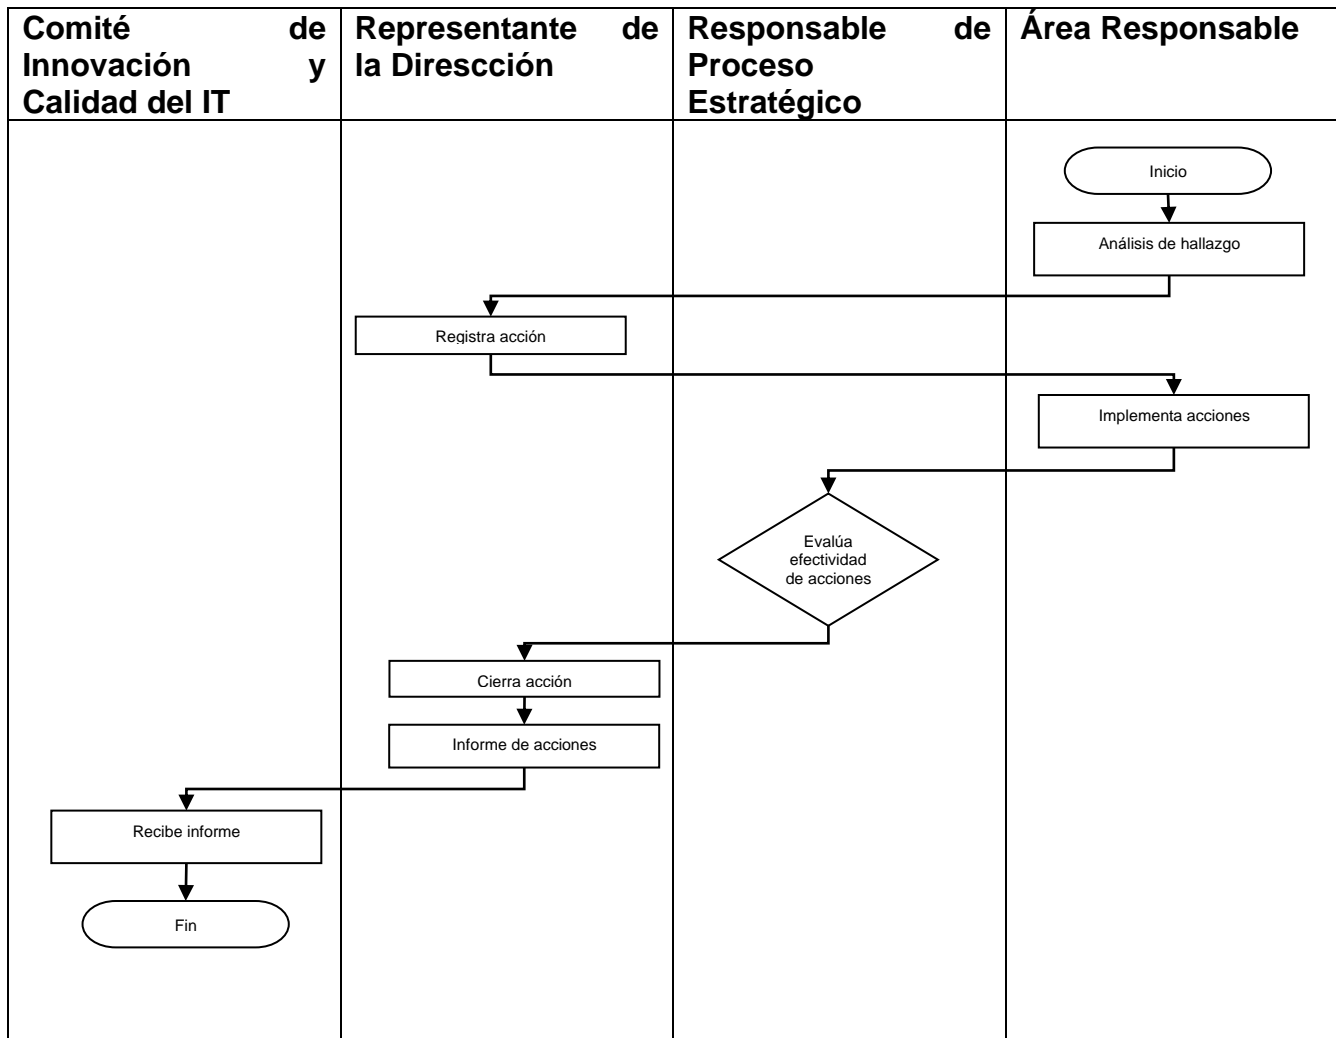 Comité de
Innovación y
Calidad del IT
Representante de
la Direscción
Responsable de
Proceso
Estratégico
Área Responsable
Inicio
Análisis de hallazgo
Registra acción
Implementa acciones
Evalúa
efectividad
de acciones
Cierra acción
Informe de acciones
Recibe informe
Fin